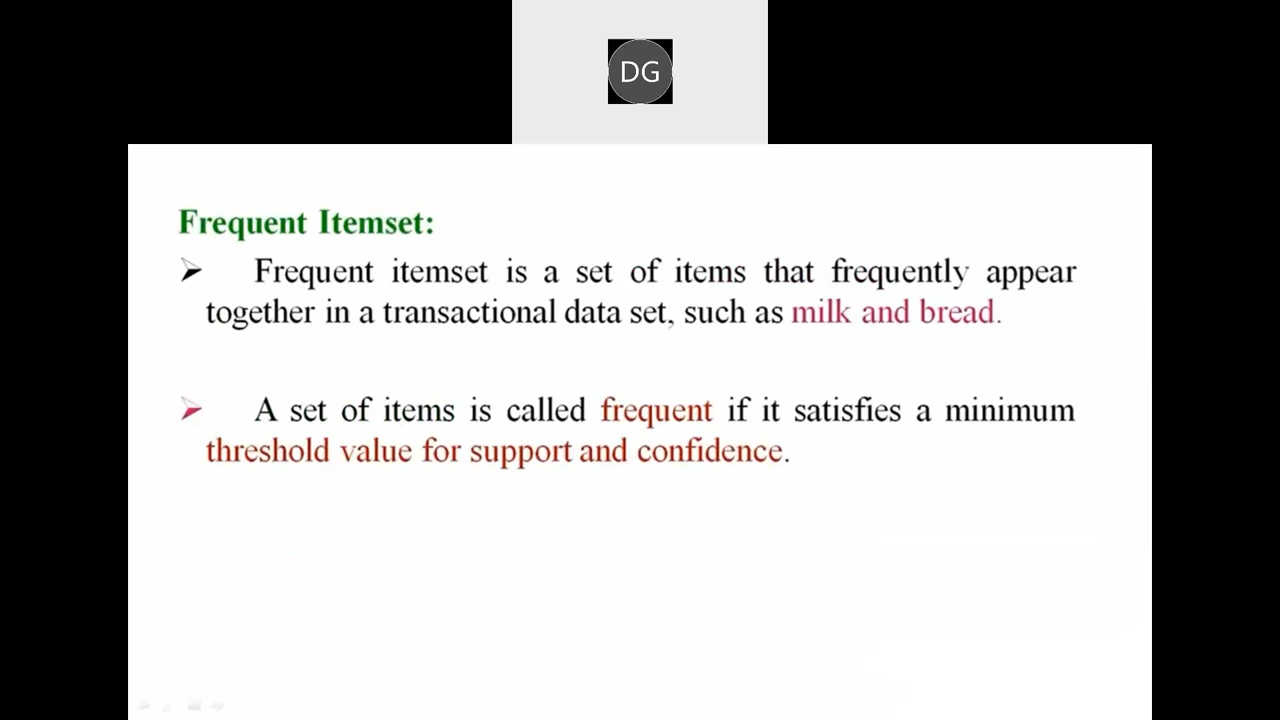 DG
Frequent Itemset:
➢ Frequent itemset is a set of items that frequently appear
together in a transactional data set, such as milk and bread.
➢ A set of items is called frequent if it satisfies a minimum
threshold value for support and confidence.